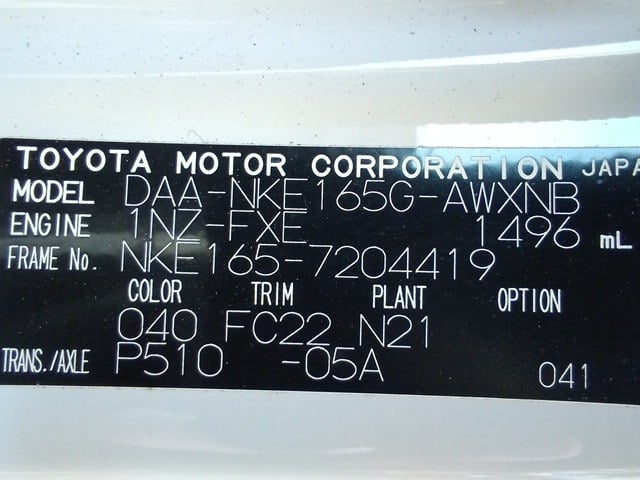 TOYOTA MOTOR CORPORATION JAPA
MODEL DAA-NKE165G-AWXNB
ENGINE 1NZ-FXE 1496 mL
FRAME No. NKE165-7204419
COLOR TRIM PLANT OPTION
040 FC22 N21
TRANS./AXLE P510 -05A 041